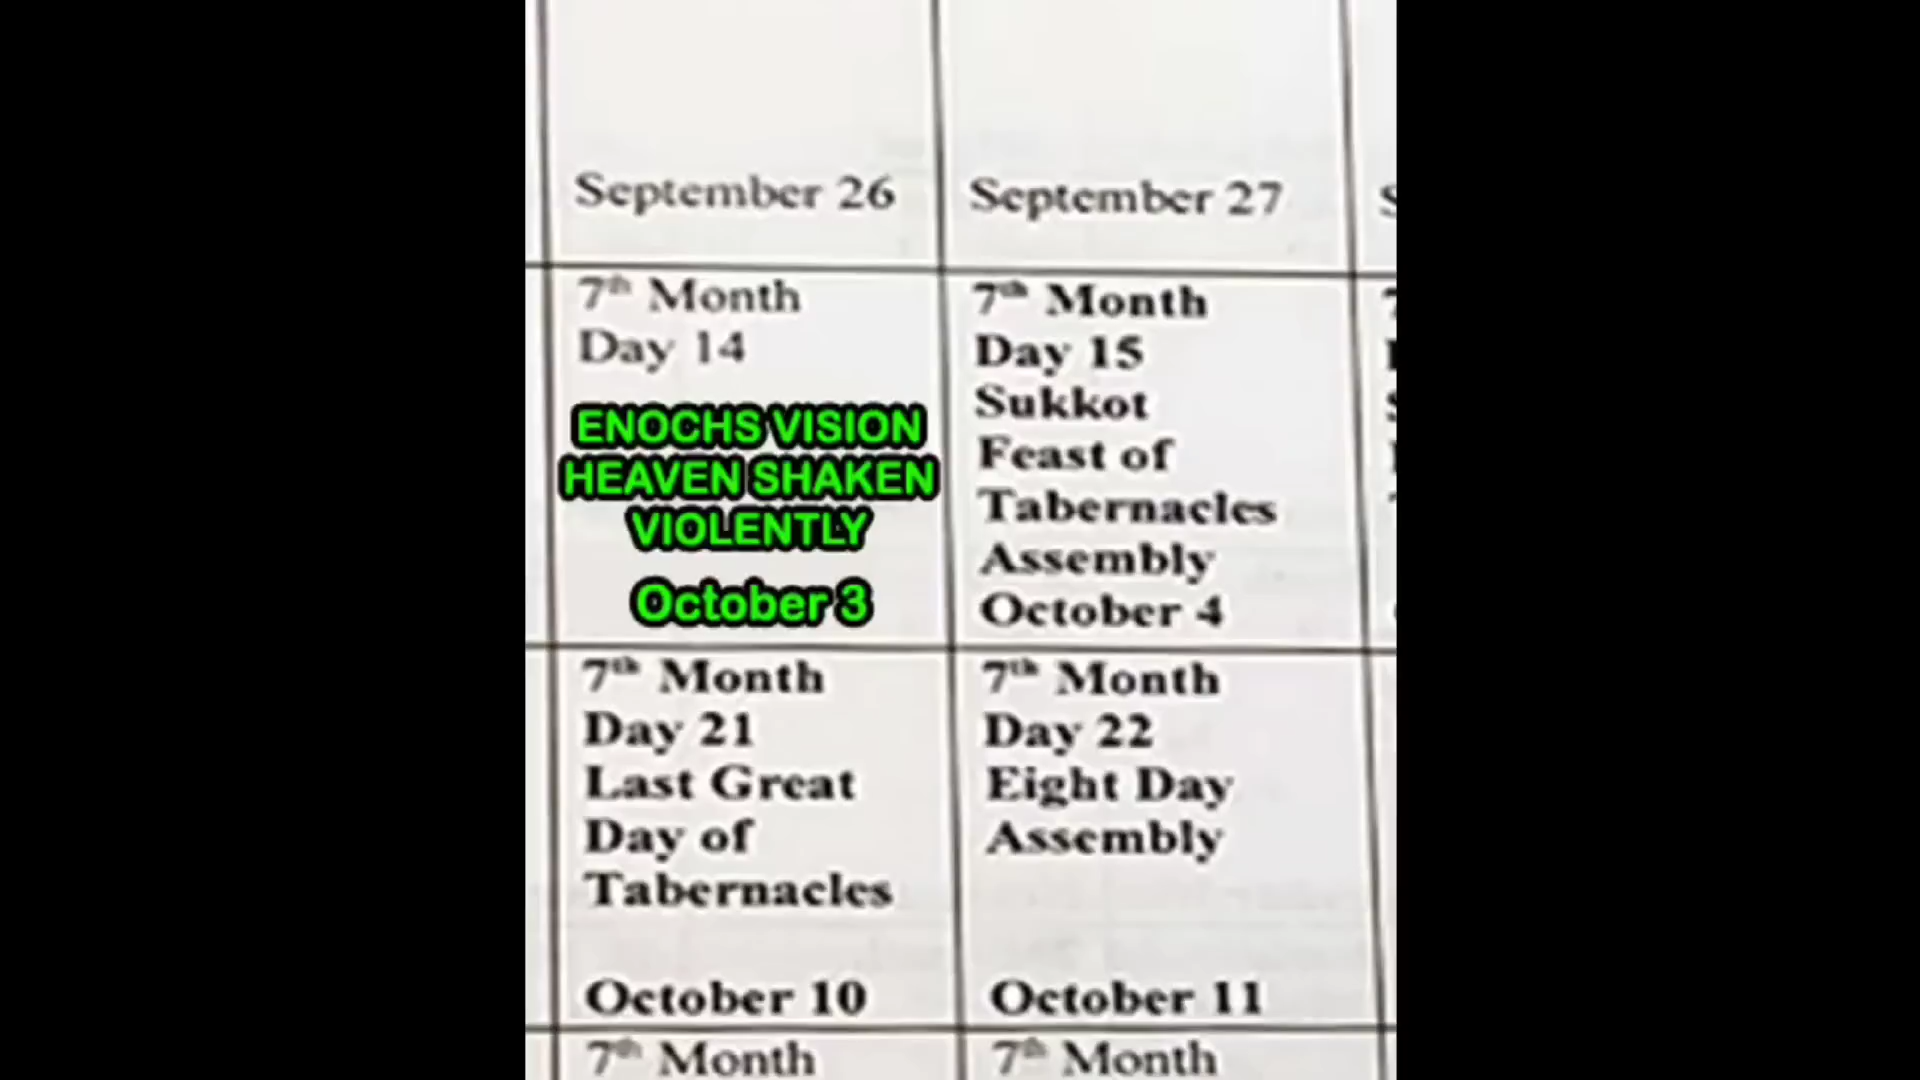 September 26
September 27
7th Month
Day 14
ENOCHS VISION
HEAVEN SHAKEN
VIOLENTLY
October 3
7th Month
Day 15
Sukkot
Feast of
Tabernacles
Assembly
October 4
7th Month
Day 21
Last Great
Day of
Tabernacles
October 10
7th Month
Day 22
Eight Day
Assembly
October 11
7th Month
7th Month